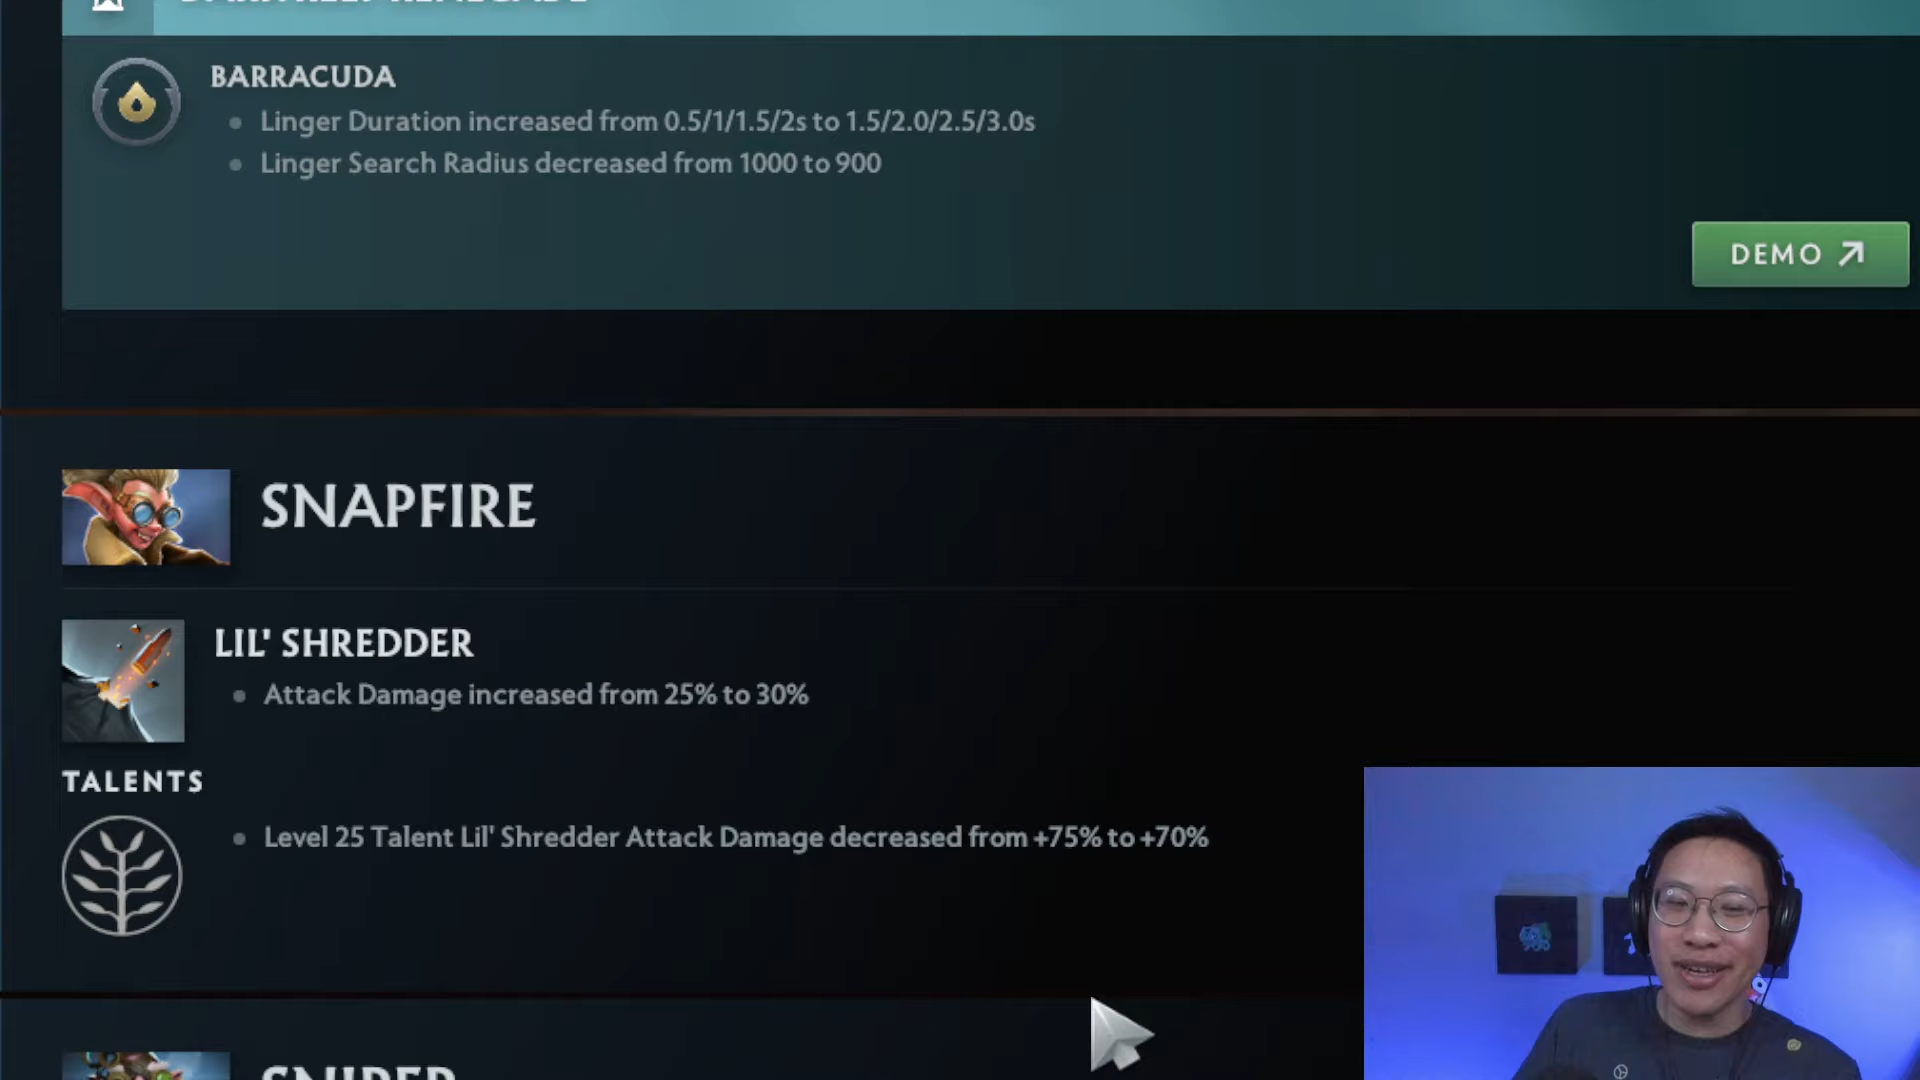 BARRACUDA
Linger Duration increased from 0.5/1/1.5/2s to 1.5/2.0/2.5/3.0s
Linger Search Radius decreased from 1000 to 900
DEMO
SNAPFIRE
LIL' SHREDDER
Attack Damage increased from 25% to 30%
TALENTS
Level 25 Talent Lil' Shredder Attack Damage decreased from +75% to +70%
SNIPER